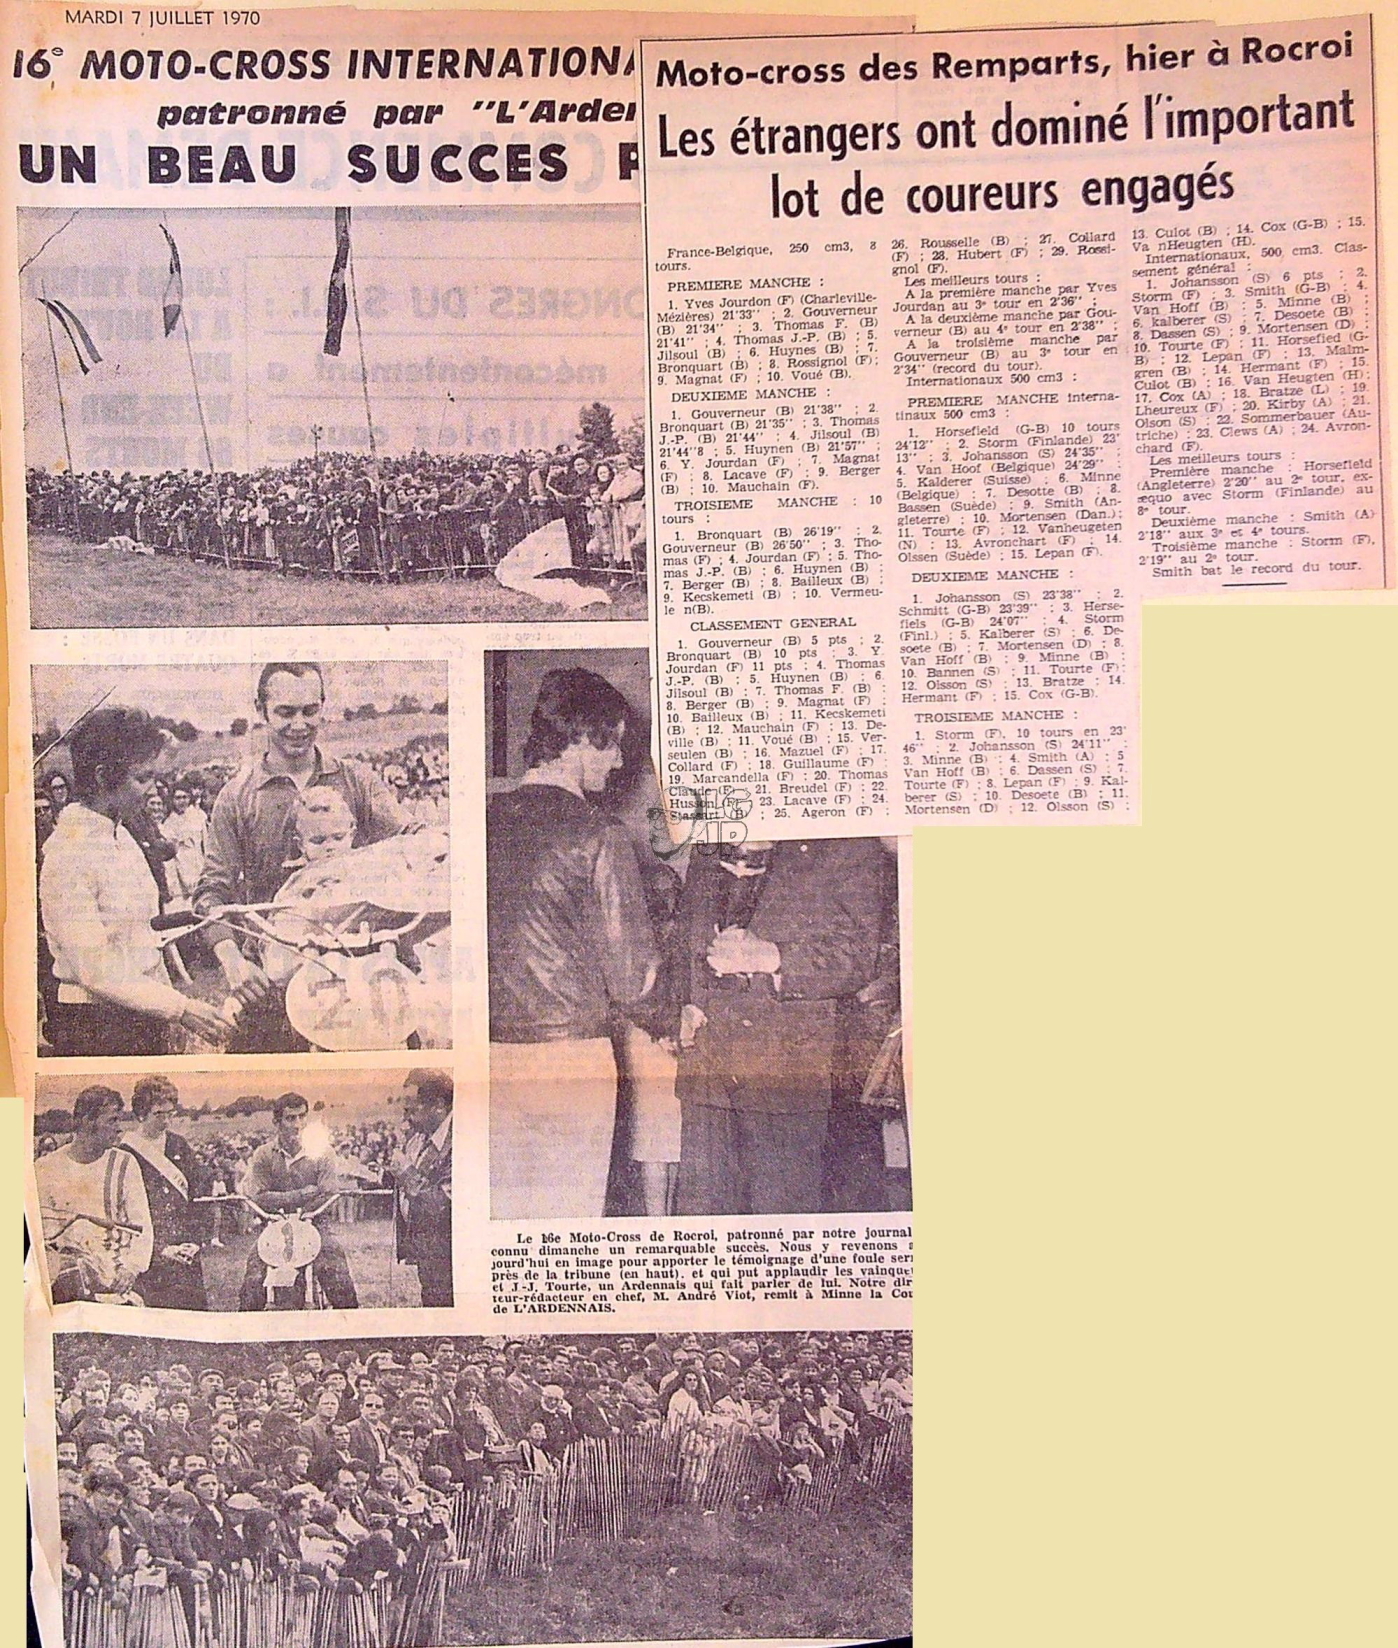 MARDI 7 JUILLET 1970
16e MOTO-CROSS INTERNATIONA
patronné par "L'Arde
UN BEAU SUCCES
Moto-cross des Remparts, hier à Rocroi
Les étrangers ont dominé l'important
lot de coureurs engagés
France-Belgique, 250 cm3, 8
tours.
PREMIERE MANCHE :
1. Yves Jourdon (F) (Charleville-
Mézières) 21'33'' ; 2. Gouverneur
(B) 21'34'' ; 3. Thomas F. (B)
21'41'' ; 4. Thomas J.-P. (B) ; 5.
Jilsoul (B) ; 6. Huynes (B) ; 7.
Bronquart (B) ; 8. Rossignol (F) ;
9. Magnat (F) ; 10. Voué (B).
DEUXIEME MANCHE :
1. Gouverneur (B) 21'38'' ; 2.
Bronquart (B) 21'35'' ; 3. Thomas
J.-P. (B) 21'44'' ; 4. Jilsoul (B)
21'44''8 ; 5. Huynen (B) 21'57''
6. Y. Jourdan (F) ; 7. Magnat
(F) ; 8. Lacave (F) ; 9. Berger
(B) ; 10. Mauchain (F).
TROISIEME MANCHE : 10
tours :
1. Bronquart (B) 26'19'' ; 2.
Gouverneur (B) 26'50'' ; 3. Tho-
mas (F) ; 4. Jourdan (F) ; 5. Tho-
mas J.-P. (B) ; 6. Huynen (B) ;
7. Berger (B) ; 8. Bailleux (B) ;
9. Kecskemeti (B) ; 10. Vermeu-
le n(B).
CLASSEMENT GENERAL
1. Gouverneur (B) 5 pts ; 2.
Bronquart (B) 10 pts ; 3. Y.
Jourdan (F) 11 pts ; 4. Thomas
J.-P. (B) ; 5. Huynen (B) ; 6.
Jilsoul (B) ; 7. Thomas F. (B) ;
8. Berger (B) ; 9. Magnat (F) ;
10. Bailleux (B) ; 11. Kecskemeti
(B) ; 12. Mauchain (F) ; 13. De-
ville (B) ; 11. Voué (B) ; 15. Ver-
seulen (B) ; 16. Mazuel (F) ; 17.
Collard (F) ; 18. Guillaume (F) ;
19. Marcandella (F) ; 20. Thomas
Claude (F) ; 21. Breudel (F) ; 22.
Husson (F) ; 23. Lacave (F) ; 24.
Stassart (B) ; 25. Ageron (F) ;
26. Rousselle (B) ; 27. Collard
(F) ; 28. Hubert (F) ; 29. Rossi-
gnol (F).
Les meilleurs tours :
A la première manche par Yves
Jourdan au 3e tour en 2'36'' ;
A la deuxième manche par Gou-
verneur (B) au 4e tour en 2'38'' ;
A la troisième manche par
Gouverneur (B) au 3e tour en
2'34'' (record du tour).
Internationaux 500 cm3 :
PREMIERE MANCHE interna-
tinaux 500 cm3 :
1. Horsefield (G-B) 10 tours
24'12'' ; 2. Storm (Finlande) 23'
13'' ; 3. Johansson (S) 24'35'' ;
4. Van Hoof (Belgique) 24'29'' ;
5. Kalderer (Suisse) ; 6. Minne
(Belgique) ; 7. Desotte (B) ; 8.
Bassen (Suède) ; 9. Smith (An-
gleterre) ; 10. Mortensen (Dan.);
11. Tourte (F) ; 12. Vanheugeten
(N) ; 13. Avronchart (F) ; 14.
Olssen (Suède) ; 15. Lepan (F).
DEUXIEME MANCHE :
1. Johansson (S) 23'38'' ; 2.
Schmitt (G-B) 23'39'' ; 3. Herse-
fiels (G-B) 24'07'' ; 4. Storm
(Finl.) ; 5. Kalberer (S) ; 6. De-
soete (B) ; 7. Mortensen (D) ; 8.
Van Hoff (B) ; 9. Minne (B) ;
10. Bannen (S) ; 11. Tourte (F) ;
12. Olsson (S) ; 13. Bratze ; 14.
Hermant (F) ; 15. Cox (G-B).
TROISIEME MANCHE :
1. Storm (F), 10 tours en 23'
46'' ; 2. Johansson (S) 24'11'' ;
3. Minne (B) ; 4. Smith (A) ; 5
Van Hoff (B) ; 6. Dassen (S) ; 7.
Tourte (F) ; 8. Lepan (F) ; 9. Kal-
berer (S) ; 10. Desoete (B) ; 11.
Mortensen (D) ; 12. Olsson (S) ;
13. Culot (B) ; 14. Cox (G-B) ; 15.
Va nHeugten (H).
Internationaux, 500 cm3. Clas-
sement général :
1. Johansson (S) 6 pts ; 2.
Storm (F) ; 3. Smith (G-B) ; 4.
Van Hoff (B) ; 5. Minne (B) ;
6. kalberer (S) ; 7. Desoete (B) ;
8. Dassen (S) ; 9. Mortensen (D) ;
10. Tourte (F) ; 11. Horsefied (G-
B) ; 12. Lepan (F) ; 13. Malm-
gren (B) ; 14. Hermant (F) ; 15.
Culot (B) ; 16. Van Heugten (H) ;
17. Cox (A) ; 18. Bratze (L) ; 19.
Lheureux (F) ; 20. Kirby (A) ; 21.
Olson (S) ; 22. Sommerbauer (Au-
triche) ; 23. Clews (A) ; 24. Avron-
chard (F).
Les meilleurs tours :
Première manche : Horsefield
(Angleterre) 2'20'' au 2e tour, ex-
æquo avec Storm (Finlande) au
8e tour.
Deuxième manche : Smith (A)
2'18'' aux 3e et 4e tours.
Troisième manche : Storm (F),
2'19'' au 2e tour.
Smith bat le record du tour.
20
1
Le 16e Moto-Cross de Rocroi, patronné par notre journal
connu dimanche un remarquable succès. Nous y revenons a
jourd'hui en image pour apporter le témoignage d'une foule ser
près de la tribune (en haut), et qui put applaudir les vainque
et J.-J. Tourte, un Ardennais qui fait parler de lui. Notre dir
teur-rédacteur en chef, M. André Viot, remit à Minne la Cou
de L'ARDENNAIS.